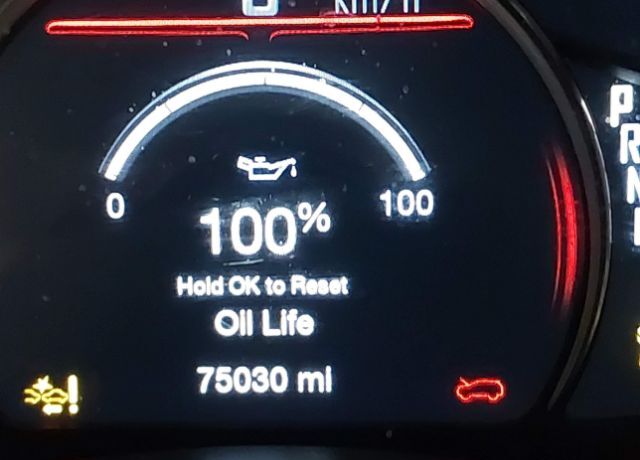 0
100
100%
Hold OK to Reset
Oil Life
75030 mi
P
R
N